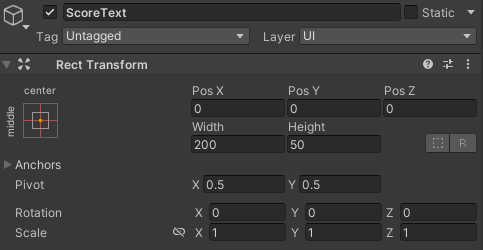 ScoreText
Static
Tag Untagged Layer UI
Rect Transform
center
middle
Pos X Pos Y Pos Z
0 0 0
Width Height
200 50
R
Anchors
Pivot X 0.5 Y 0.5
Rotation X 0 Y 0 Z 0
Scale X 1 Y 1 Z 1